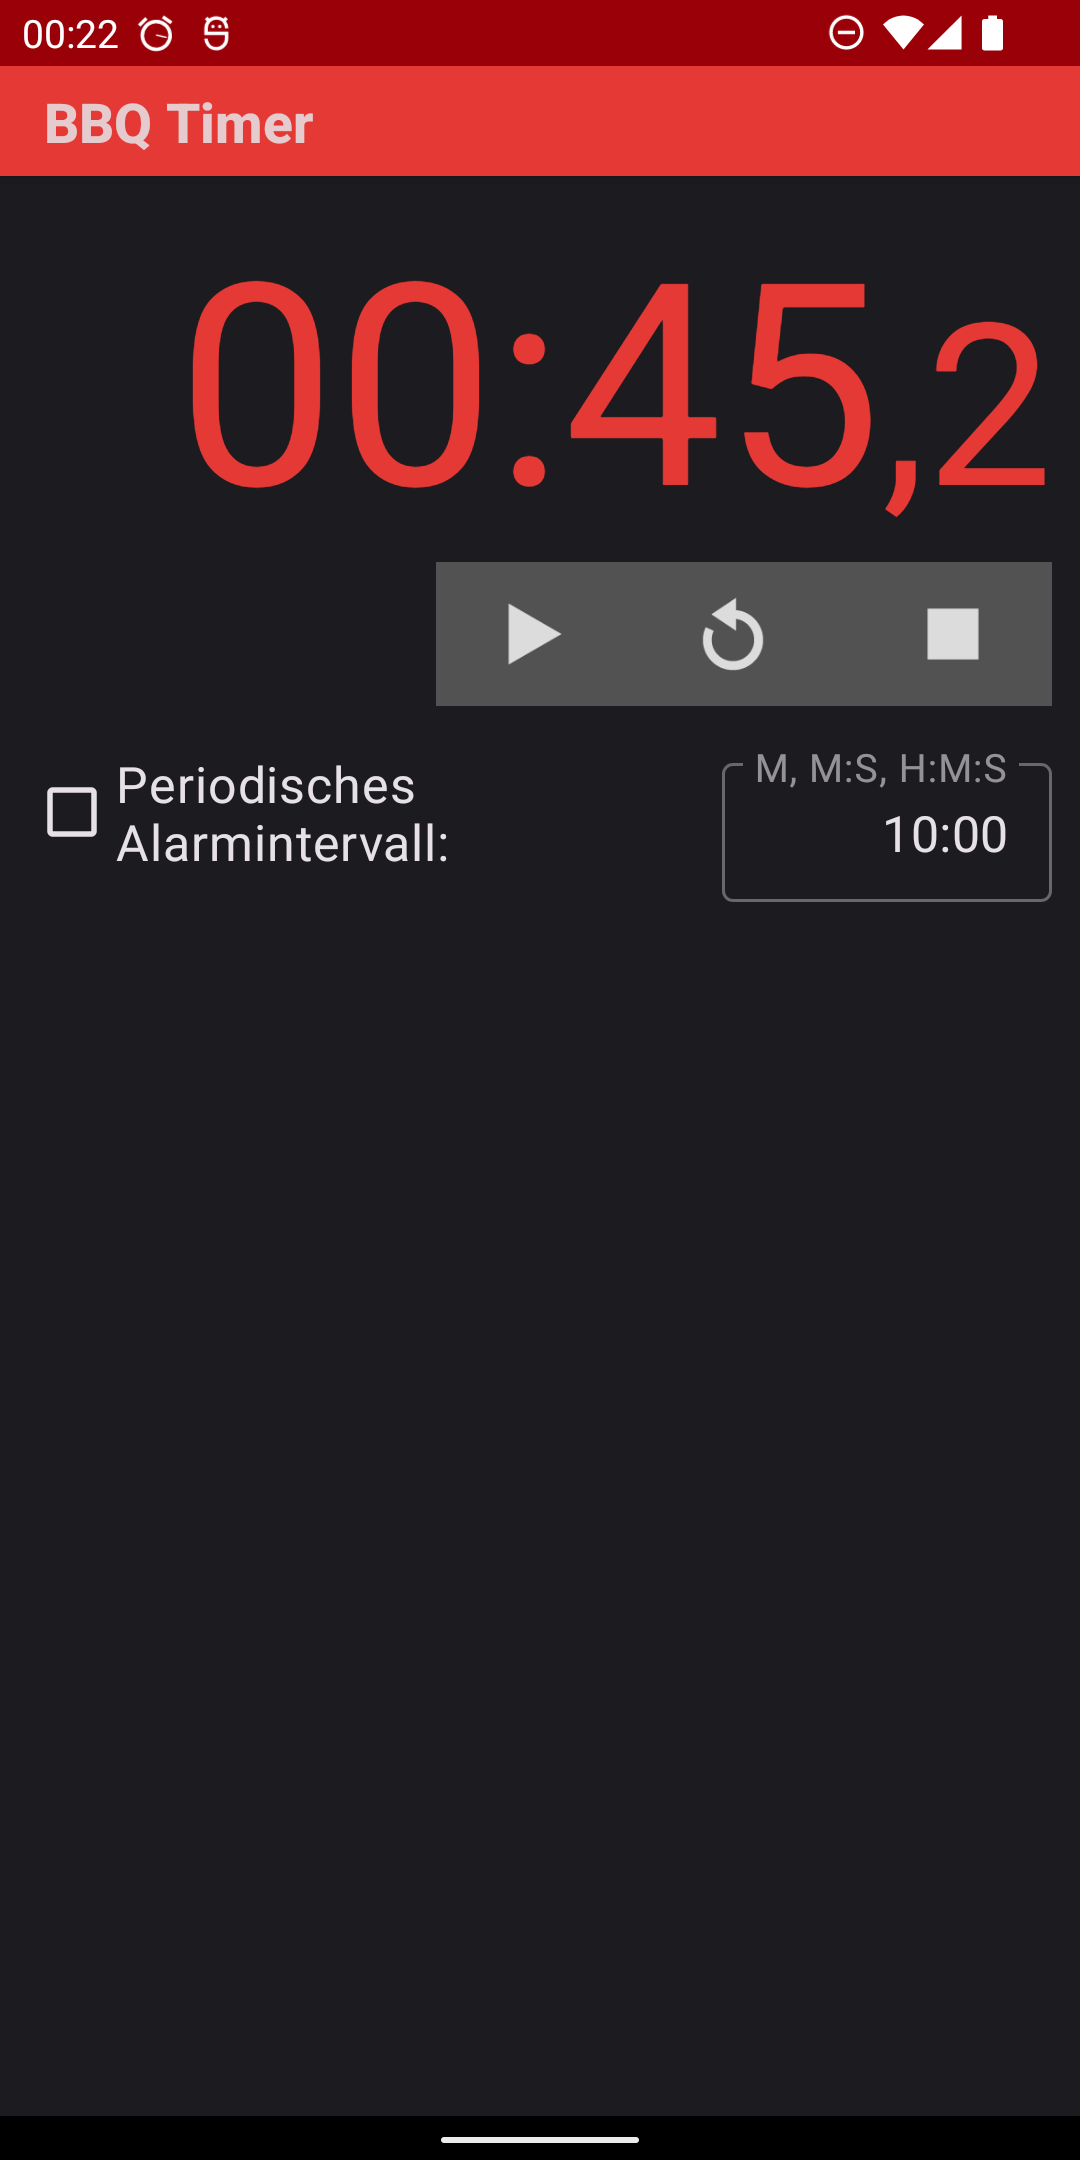 00:22
BBQ Timer
00:45,2
Periodisches
Alarmintervall:
M, M:S, H:M:S
10:00